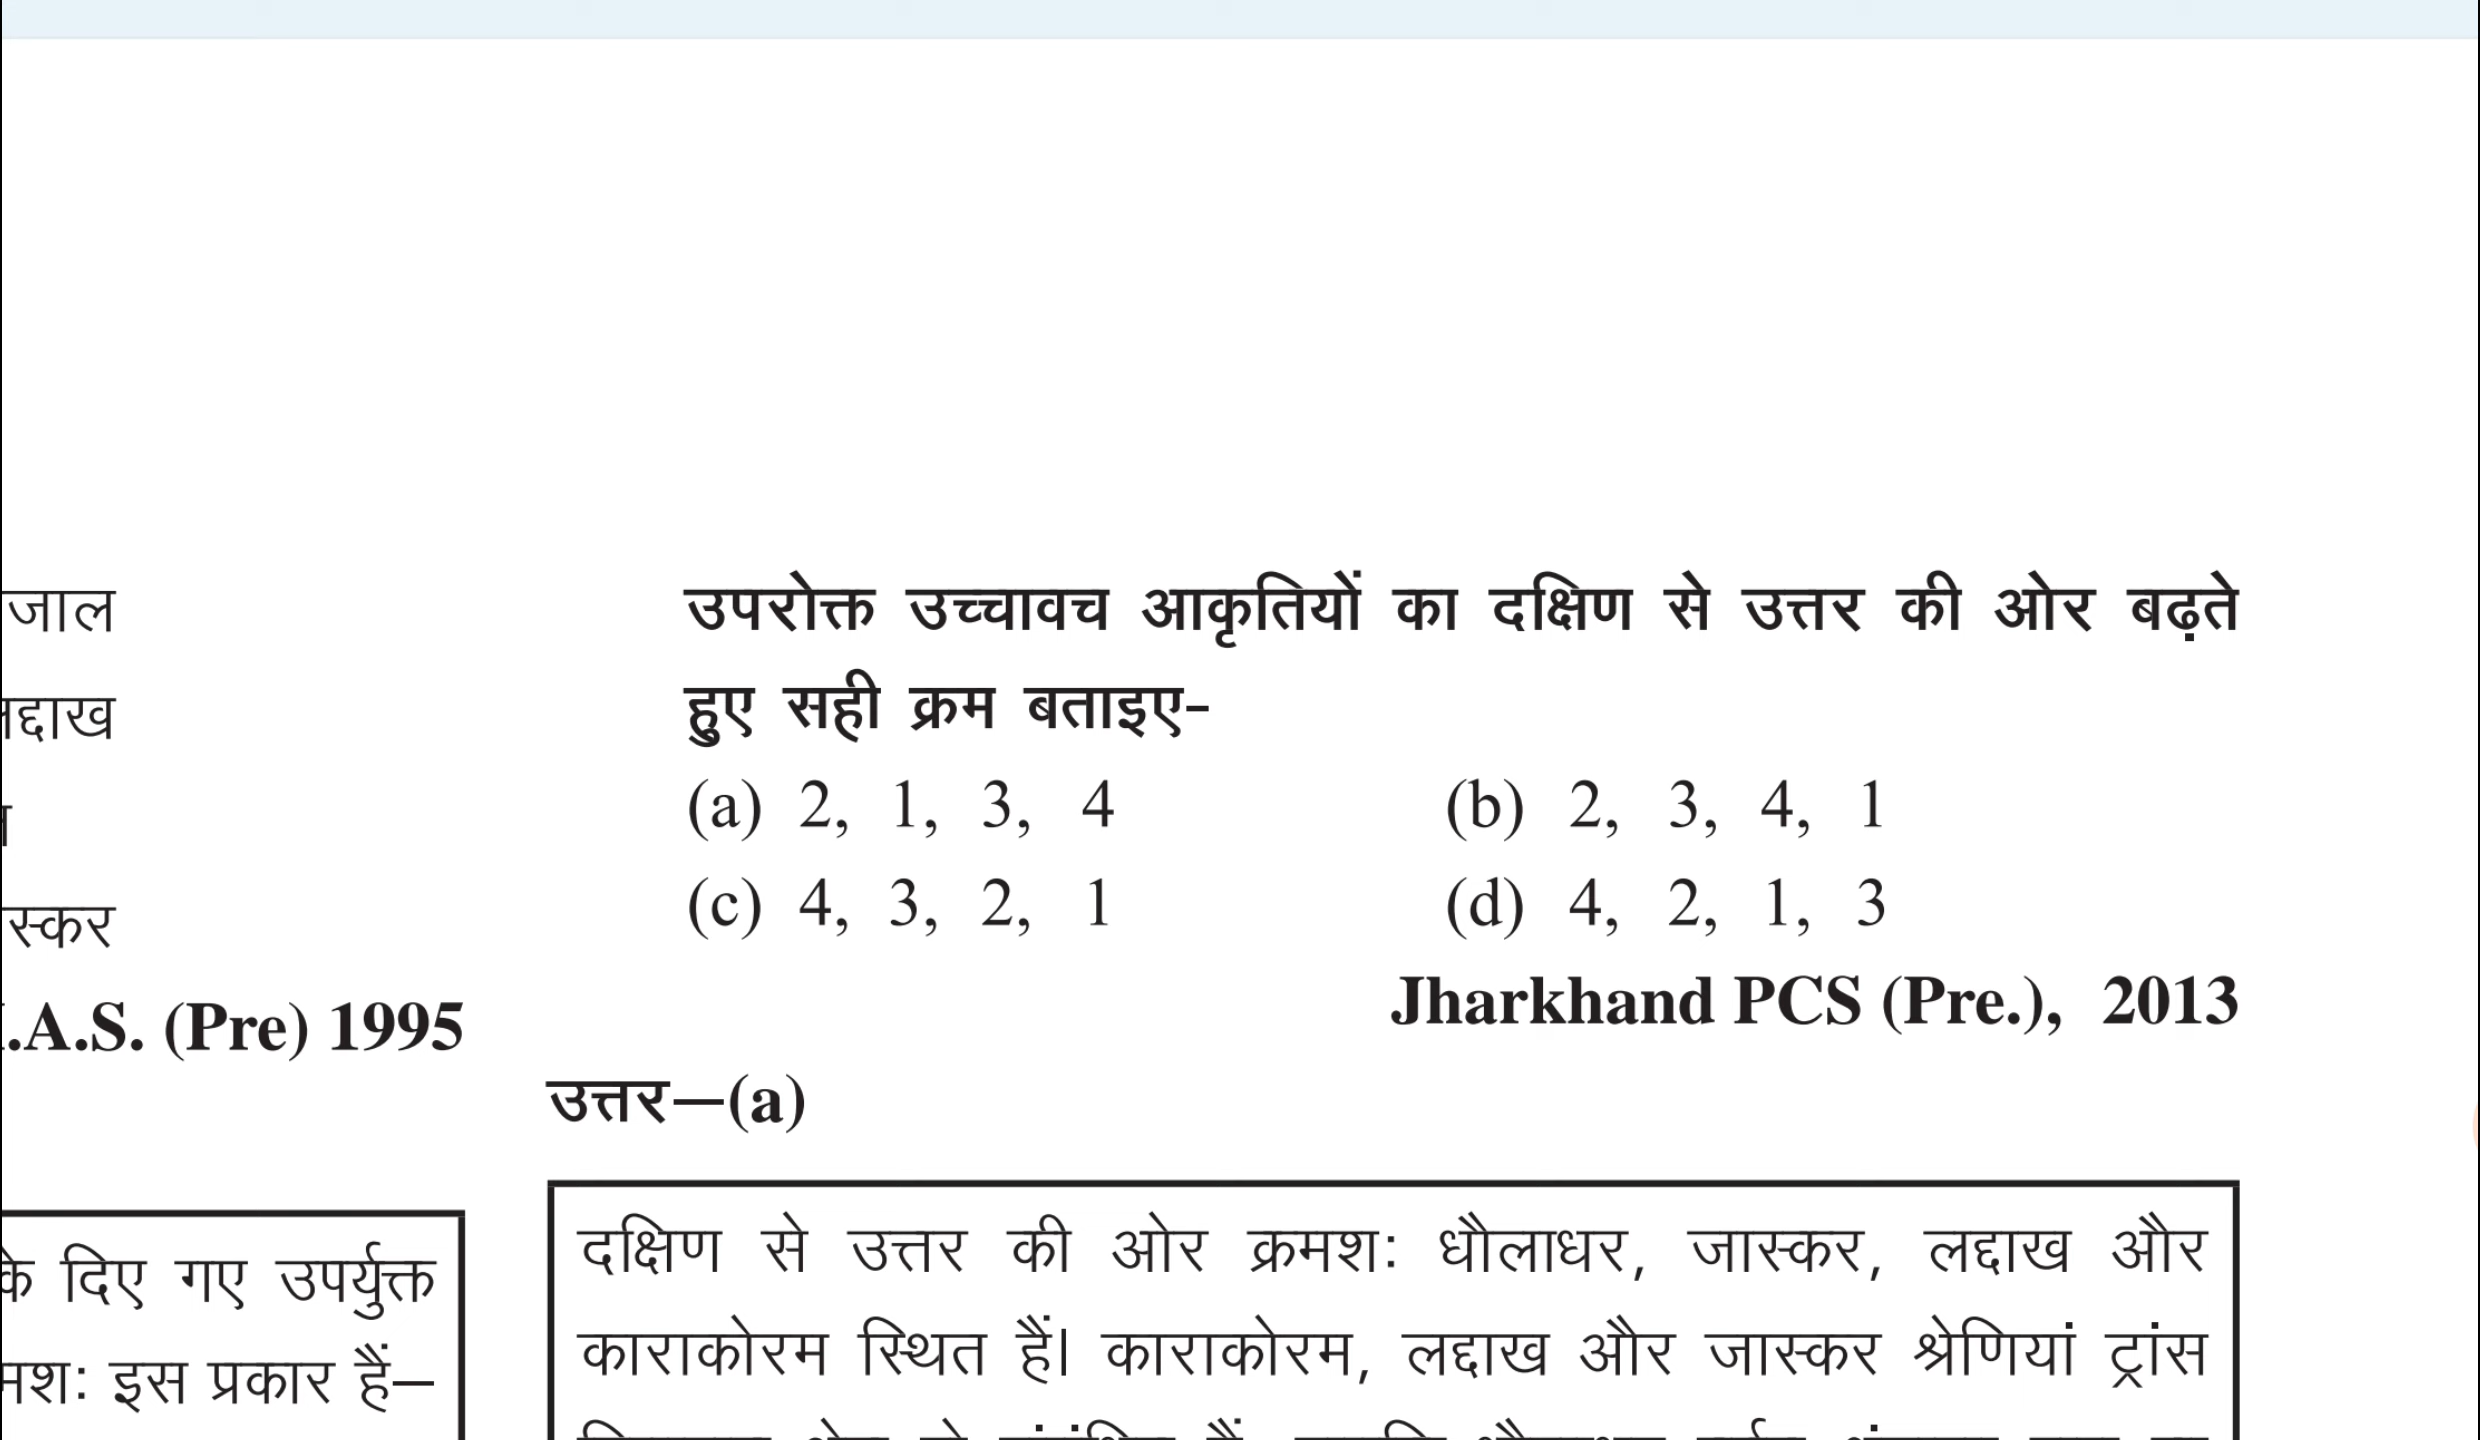 जाल
स्कर
.A.S. (Pre) 1995
के दिए गए उपर्युक्त
इस प्रकार हैं—
उपरोक्त उच्चावच आकृतियों का दक्षिण से उत्तर की ओर बढ़ते
हुए सही क्रम बताइए-
(a) 2, 1, 3, 4 (b) 2, 3, 4, 1
(c) 4, 3, 2, 1 (d) 4, 2, 1, 3
Jharkhand PCS (Pre.), 2013
उत्तर—(a)
दक्षिण से उत्तर की ओर क्रमश: धौलाधर, जास्कर, लद्दाख और
काराकोरम स्थित हैं। काराकोरम, लद्दाख और जास्कर श्रेणियां ट्रांस